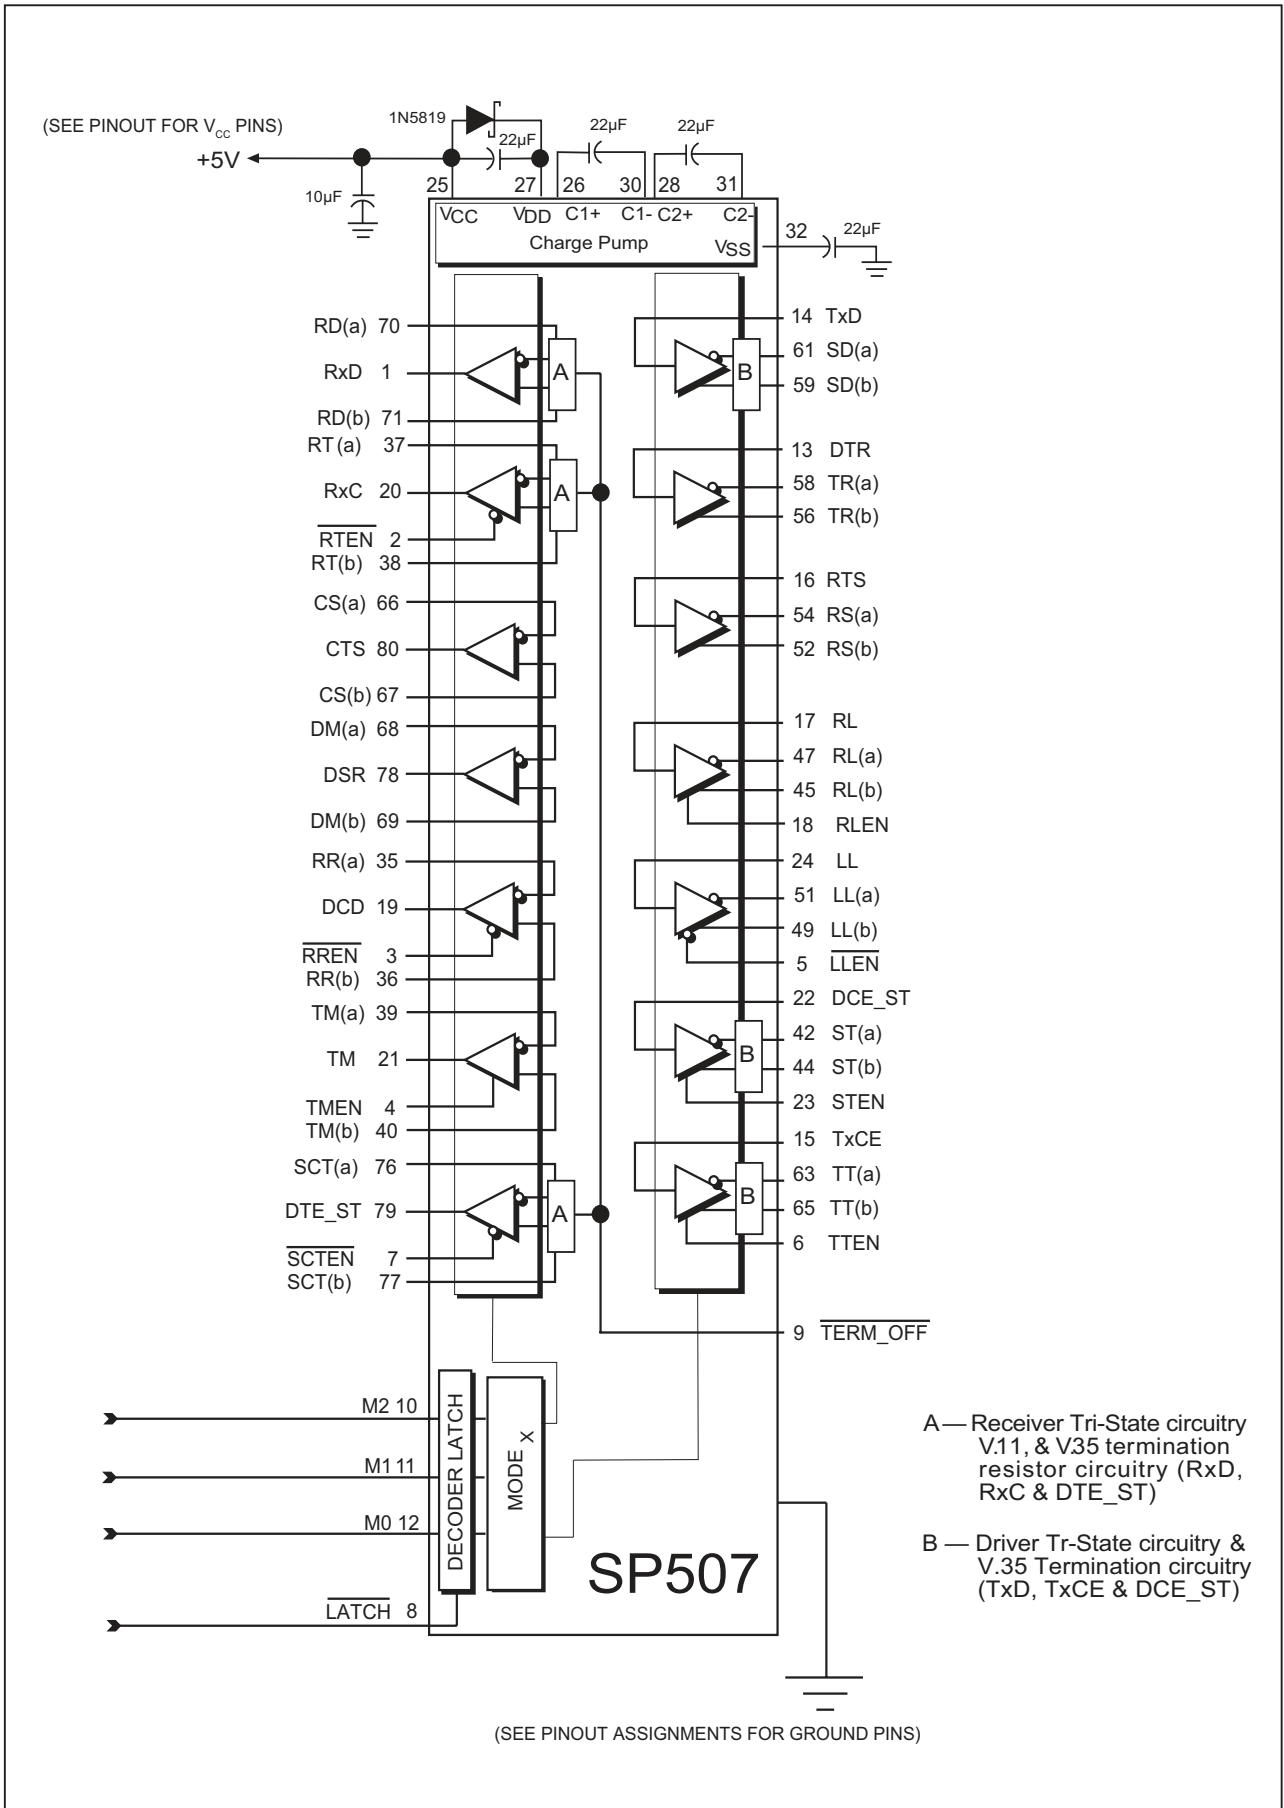 (SEE PINOUT FOR VCC PINS)
+5V
1N5819
22µF
22µF
22µF
10µF
25
27
26
30
28
31
VCC
VDD
C1+
C1-
C2+
C2-
Charge Pump
VSS
32
22µF
RD(a) 70
RxD 1
A
RD(b) 71
RT(a) 37
RxC 20
A
RTEN 2
RT(b) 38
CS(a) 66
CTS 80
CS(b) 67
DM(a) 68
DSR 78
DM(b) 69
RR(a) 35
DCD 19
RREN 3
RR(b) 36
TM(a) 39
TM 21
TMEN 4
TM(b) 40
SCT(a) 76
DTE_ST 79
A
SCTEN 7
SCT(b) 77
14 TxD
B
61 SD(a)
59 SD(b)
13 DTR
58 TR(a)
56 TR(b)
16 RTS
54 RS(a)
52 RS(b)
17 RL
47 RL(a)
45 RL(b)
18 RLEN
24 LL
51 LL(a)
49 LL(b)
5 LLEN
22 DCE_ST
B
42 ST(a)
44 ST(b)
23 STEN
15 TxCE
B
63 TT(a)
65 TT(b)
6 TTEN
9 TERM_OFF
M2 10
M1 11
M0 12
LATCH 8
DECODER LATCH
MODE X
SP507
A — Receiver Tri-State circuitry
V.11, & V.35 termination
resistor circuitry (RxD,
RxC & DTE_ST)
B — Driver Tr-State circuitry &
V.35 Termination circuitry
(TxD, TxCE & DCE_ST)
(SEE PINOUT ASSIGNMENTS FOR GROUND PINS)